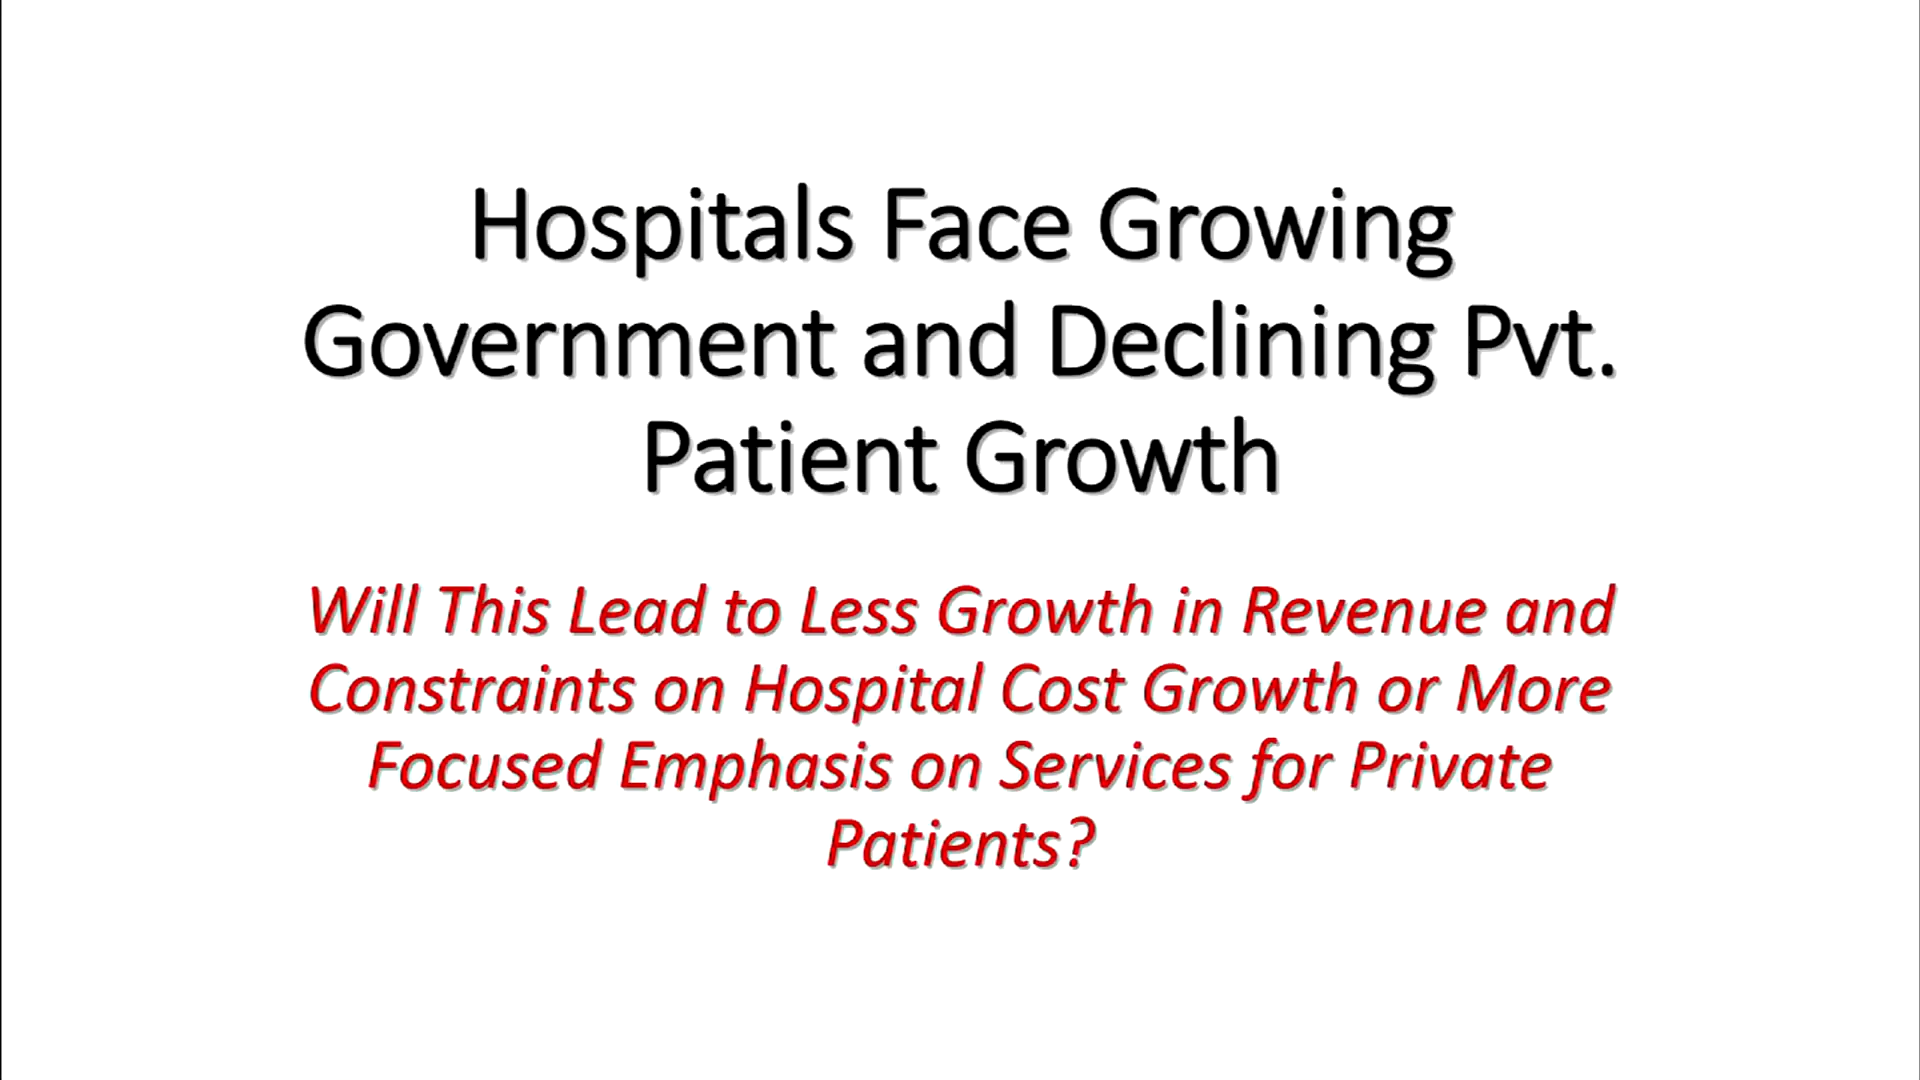 Hospitals Face Growing
Government and Declining Pvt.
Patient Growth
Will This Lead to Less Growth in Revenue and
Constraints on Hospital Cost Growth or More
Focused Emphasis on Services for Private
Patients?